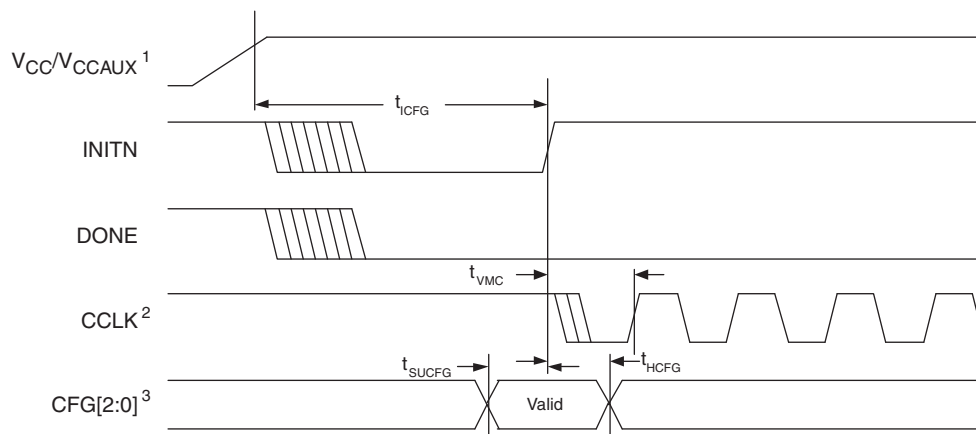 VCC/VCCAUX 1
tICFG
INITN
DONE
tVMC
CCLK 2
tSUCFG
tHCFG
CFG[2:0] 3
Valid